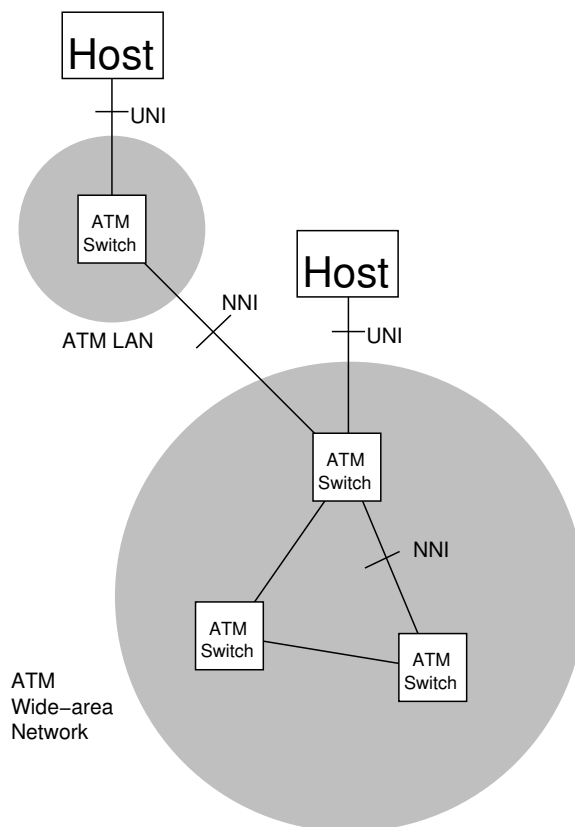 Host
UNI
ATM
Switch
NNI
ATM LAN
Host
UNI
ATM
Switch
NNI
ATM
Switch
ATM
Switch
ATM
Wide−area
Network